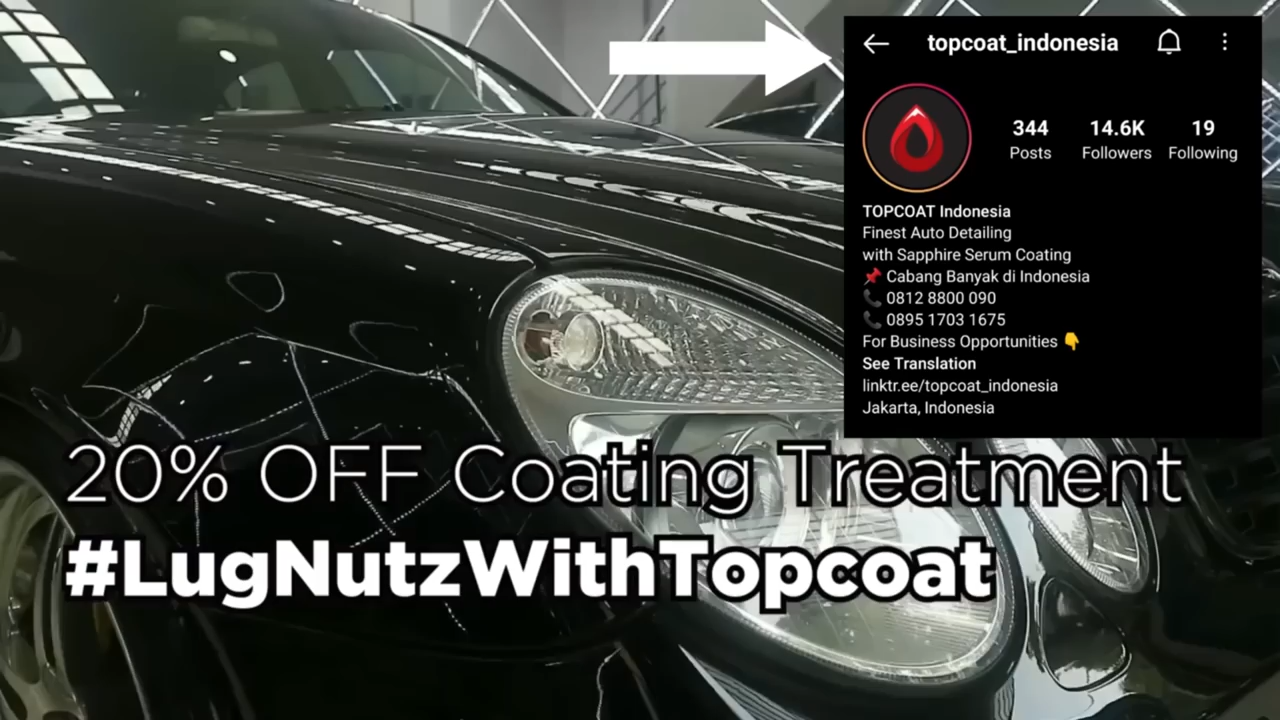 topcoat_indonesia
344 14.6K 19
Posts Followers Following
TOPCOAT Indonesia
Finest Auto Detailing
with Sapphire Serum Coating
📌 Cabang Banyak di Indonesia
📞 0812 8800 090
📞 0895 1703 1675
For Business Opportunities 👇
See Translation
linktr.ee/topcoat_indonesia
Jakarta, Indonesia
20% OFF Coating Treatment
#LugNutzWithTopcoat